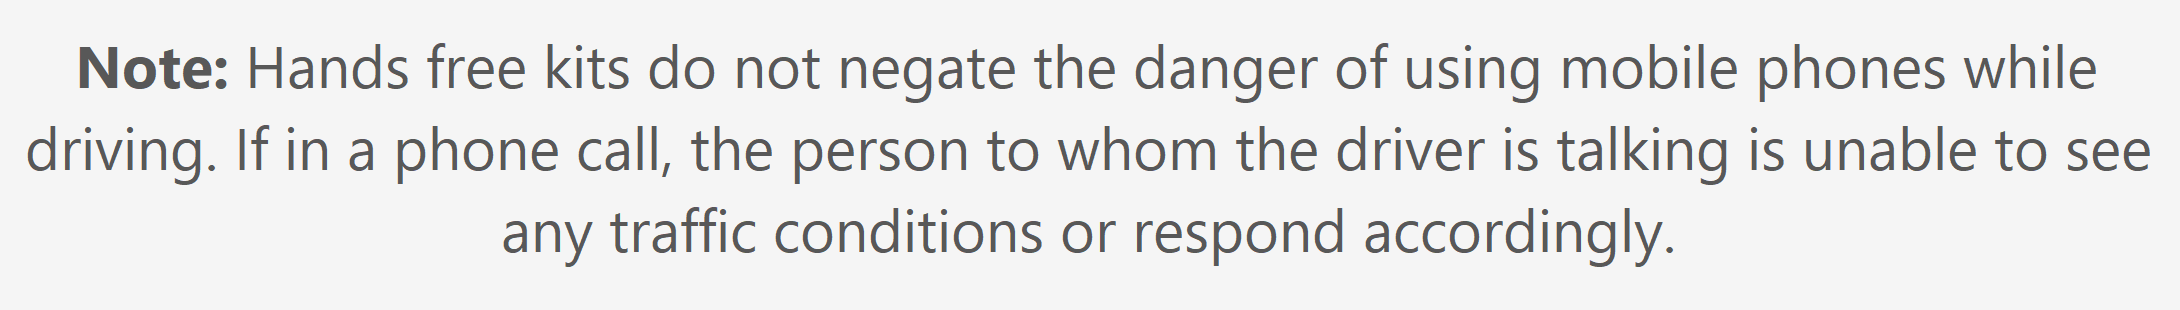 Note: Hands free kits do not negate the danger of using mobile phones while
driving. If in a phone call, the person to whom the driver is talking is unable to see
any traffic conditions or respond accordingly.